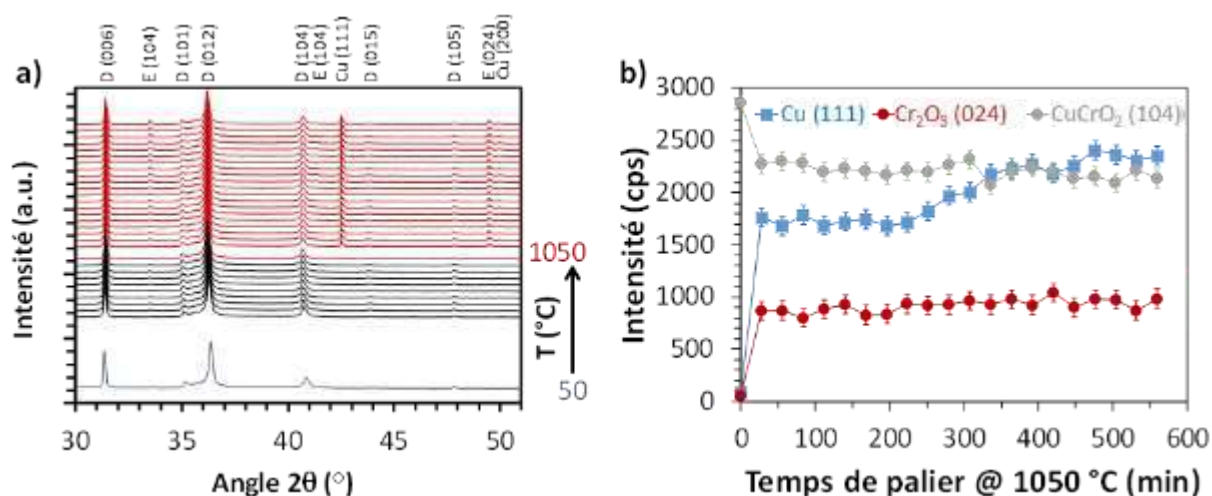 a)
D (006)
E (104)
D (101)
D (012)
D (104)
E (104)
Cu (111)
D (015)
D (105)
E (024)
Cu (200)
Intensité (a.u.)
1050
T (°C)
50
30 35 40 45 50
Angle 2θ (°)
b)
3000
2500
2000
1500
1000
500
0
Intensité (cps)
Cu (111) Cr₂O₃ (024) CuCrO₂ (104)
0 100 200 300 400 500 600
Temps de palier @ 1050 °C (min)